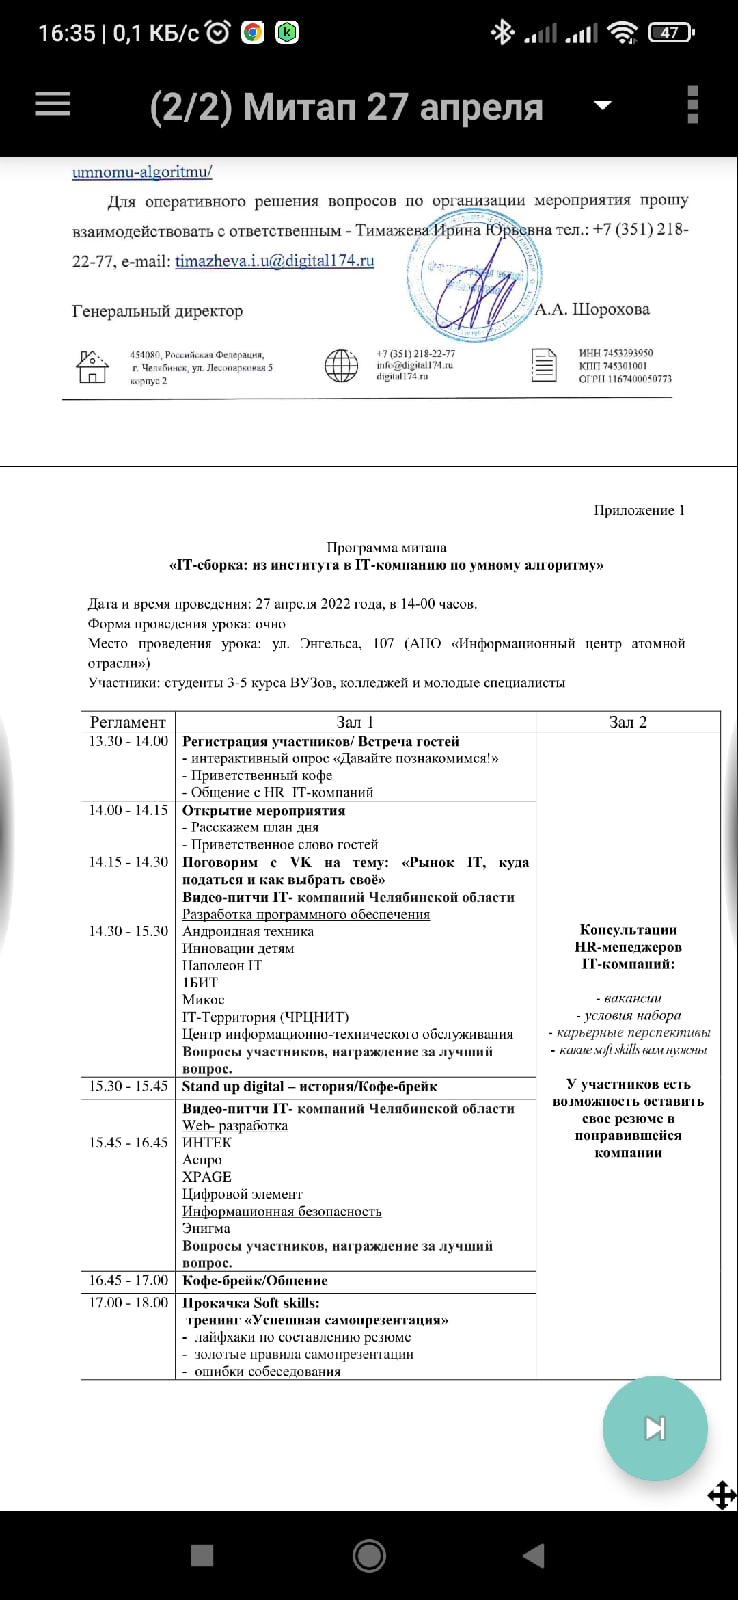 16:35 | 0,1 КБ/с
47
(2/2) Митап 27 апреля
umnomu-algoritmu/
Для оперативного решения вопросов по организации мероприятия прошу
взаимодействовать с ответственным - Тимажева Ирина Юрьевна тел.: +7 (351) 218-
22-77, e-mail: timazheva.i.u@digital174.ru
Генеральный директор
А.А. Шорохова
454080, Российская Федерация,
г. Челябинск, ул. Лесопарковая 5
корпус 2
+7 (351) 218-22-77
info@digital174.ru
digital174.ru
ИНН 7453293950
КПП 745301001
ОГРН 1167400050773
Приложение 1
Программа митапа
«IT-сборка: из института в IT-компанию по умному алгоритму»
Дата и время проведения: 27 апреля 2022 года, в 14-00 часов.
Форма проведения урока: очно
Место проведения урока: ул. Энгельса, 107 (АНО «Информационный центр атомной
отрасли»)
Участники: студенты 3-5 курса ВУЗов, колледжей и молодые специалисты
Регламент
Зал 1
Зал 2
13.30 - 14.00
Регистрация участников/ Встреча гостей
- интерактивный опрос «Давайте познакомимся!»
- Приветственный кофе
- Общение с HR IT-компаний
14.00 - 14.15
Открытие мероприятия
- Расскажем план дня
- Приветственное слово гостей
14.15 - 14.30
Поговорим с VK на тему: «Рынок IT, куда
податься и как выбрать своё»
Видео-питчи IT- компаний Челябинской области
Разработка программного обеспечения
14.30 - 15.30
Андроидная техника
Инновации детям
Наполеон IT
1БИТ
Микос
IT-Территория (ЧРЦНИТ)
Центр информационно-технического обслуживания
Вопросы участников, награждение за лучший
вопрос.
15.30 - 15.45
Stand up digital – история/Кофе-брейк
Видео-питчи IT- компаний Челябинской области
Web- разработка
15.45 - 16.45
ИНТЕК
Аспро
XPAGE
Цифровой элемент
Информационная безопасность
Энигма
Вопросы участников, награждение за лучший
вопрос.
16.45 - 17.00
Кофе-брейк/Общение
17.00 - 18.00
Прокачка Soft skills:
тренинг «Успешная самопрезентация»
- лайфхаки по составлению резюме
- золотые правила самопрезентации
- ошибки собеседования
Консультации
HR-менеджеров
IT-компаний:
- вакансии
- условия набора
- карьерные перспективы
- какие soft skills вам нужны
У участников есть
возможность оставить
свое резюме в
понравившейся
компании